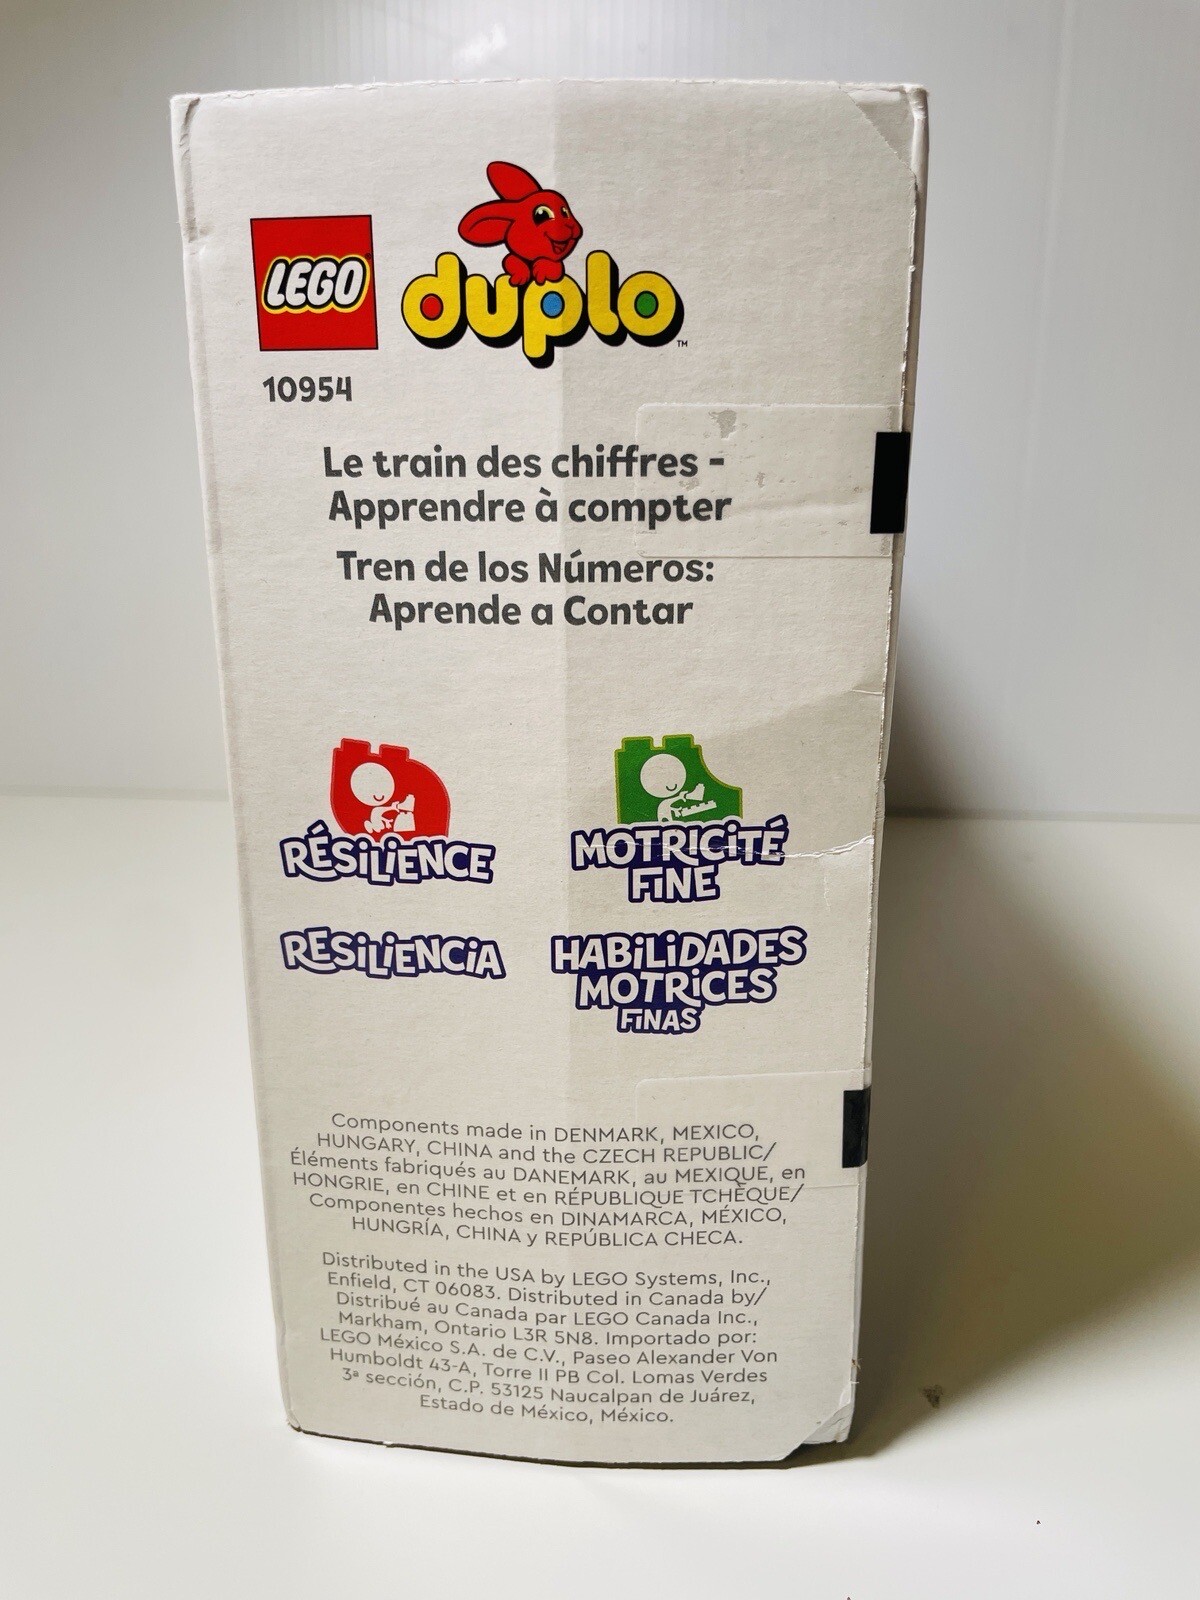 LEGO
duplo
™
10954
Le train des chiffres -
Apprendre à compter
Tren de los Números:
Aprende a Contar
RÉSiLiENCE
MOTRiCiTÉ
FiNE
RESiLiENCiA
HABiLiDADES
MOTRiCES
FiNAS
Components made in DENMARK, MEXICO,
HUNGARY, CHINA and the CZECH REPUBLIC/
Éléments fabriqués au DANEMARK, au MEXIQUE, en
HONGRIE, en CHINE et en RÉPUBLIQUE TCHÈQUE/
Componentes hechos en DINAMARCA, MÉXICO,
HUNGRÍA, CHINA y REPÚBLICA CHECA.
Distributed in the USA by LEGO Systems, Inc.,
Enfield, CT 06083. Distributed in Canada by/
Distribué au Canada par LEGO Canada Inc.,
Markham, Ontario L3R 5N8. Importado por:
LEGO México S.A. de C.V., Paseo Alexander Von
Humboldt 43-A, Torre II PB Col. Lomas Verdes
3ª sección, C.P. 53125 Naucalpan de Juárez,
Estado de México, México.